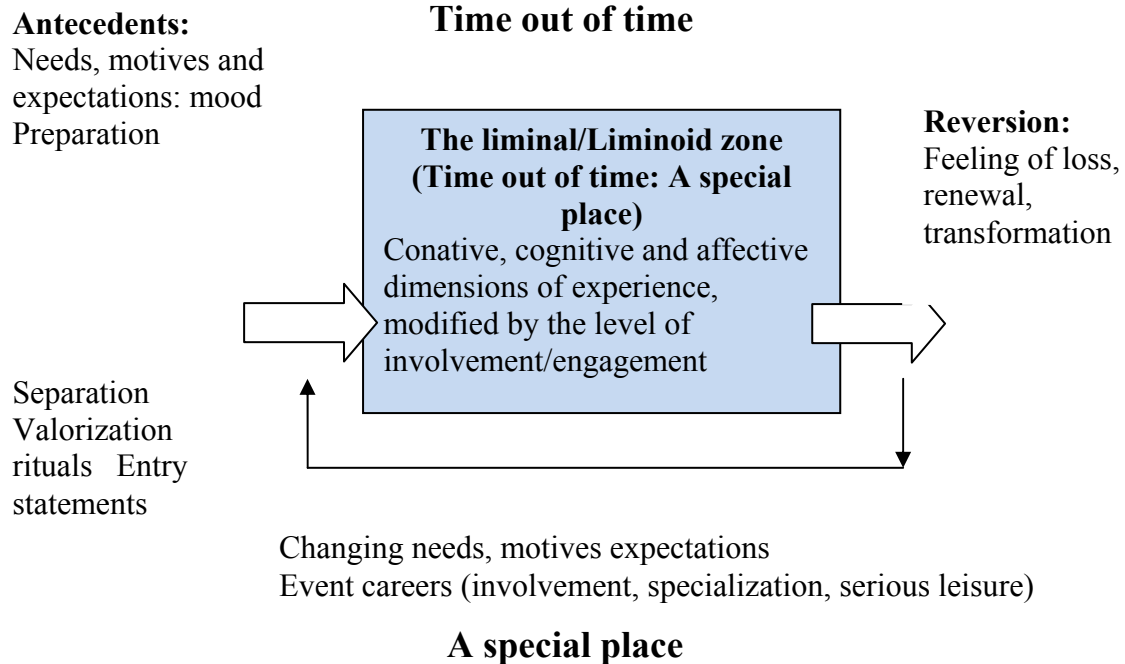 Time out of time
Antecedents:
Needs, motives and
expectations: mood
Preparation
The liminal/Liminoid zone
(Time out of time: A special
place)
Conative, cognitive and affective
dimensions of experience,
modified by the level of
involvement/engagement
Reversion:
Feeling of loss,
renewal,
transformation
Separation
Valorization
rituals Entry
statements
Changing needs, motives expectations
Event careers (involvement, specialization, serious leisure)
A special place